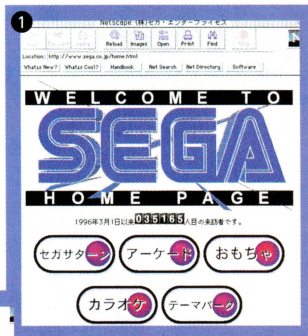 1
Netscape:(株)セガ・エンタープライゼス
Reload Images Open Print Find
Location: http://www.sega.co.jp/home.html
What's New? What's Cool? Handbook Net Search Net Directory Software
WELCOME TO
SEGA
HOME PAGE
1996年3月1日以来035165人目の来訪者です。
セガサターン アーケード おもちゃ
カラオケ テーマパーク